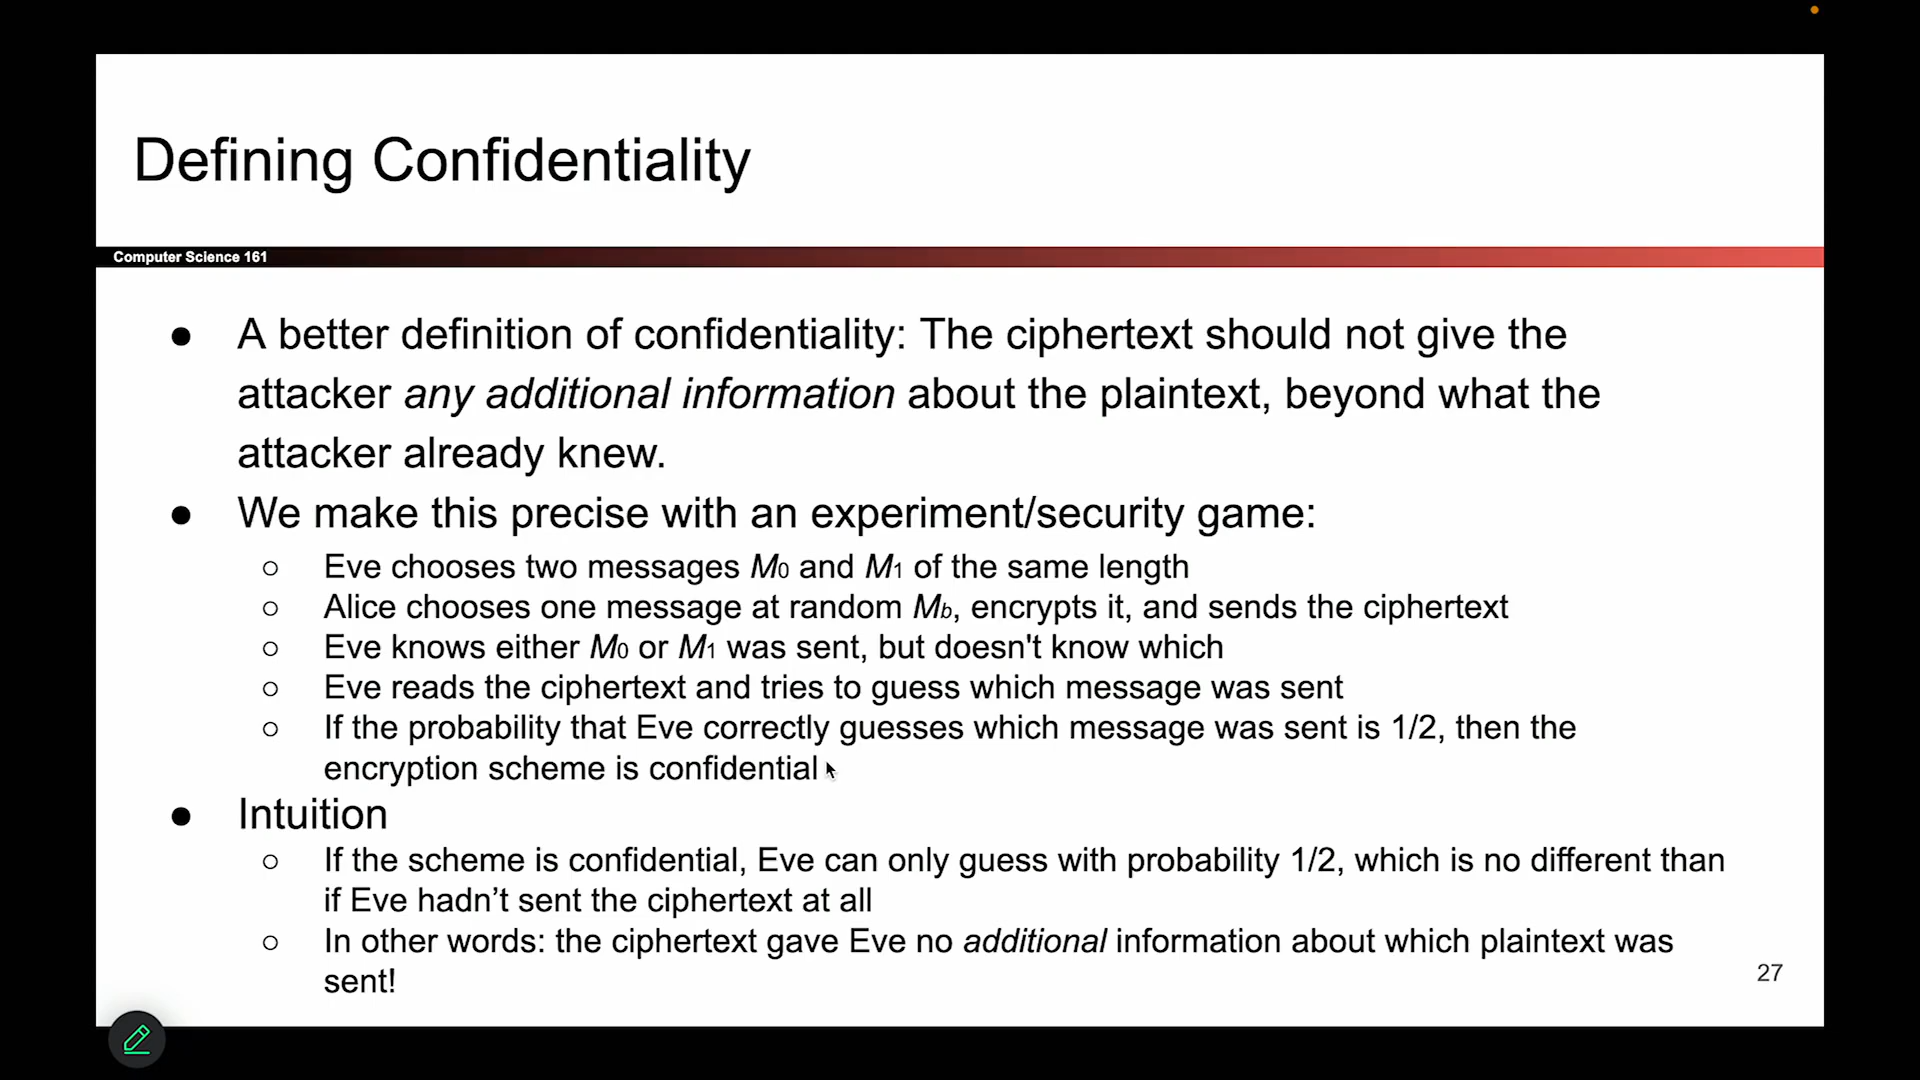 Defining Confidentiality
Computer Science 161
● A better definition of confidentiality: The ciphertext should not give the
attacker any additional information about the plaintext, beyond what the
attacker already knew.
● We make this precise with an experiment/security game:
○ Eve chooses two messages M0 and M1 of the same length
○ Alice chooses one message at random Mb, encrypts it, and sends the ciphertext
○ Eve knows either M0 or M1 was sent, but doesn't know which
○ Eve reads the ciphertext and tries to guess which message was sent
○ If the probability that Eve correctly guesses which message was sent is 1/2, then the
encryption scheme is confidential
● Intuition
○ If the scheme is confidential, Eve can only guess with probability 1/2, which is no different than
if Eve hadn’t sent the ciphertext at all
○ In other words: the ciphertext gave Eve no additional information about which plaintext was
sent!
27